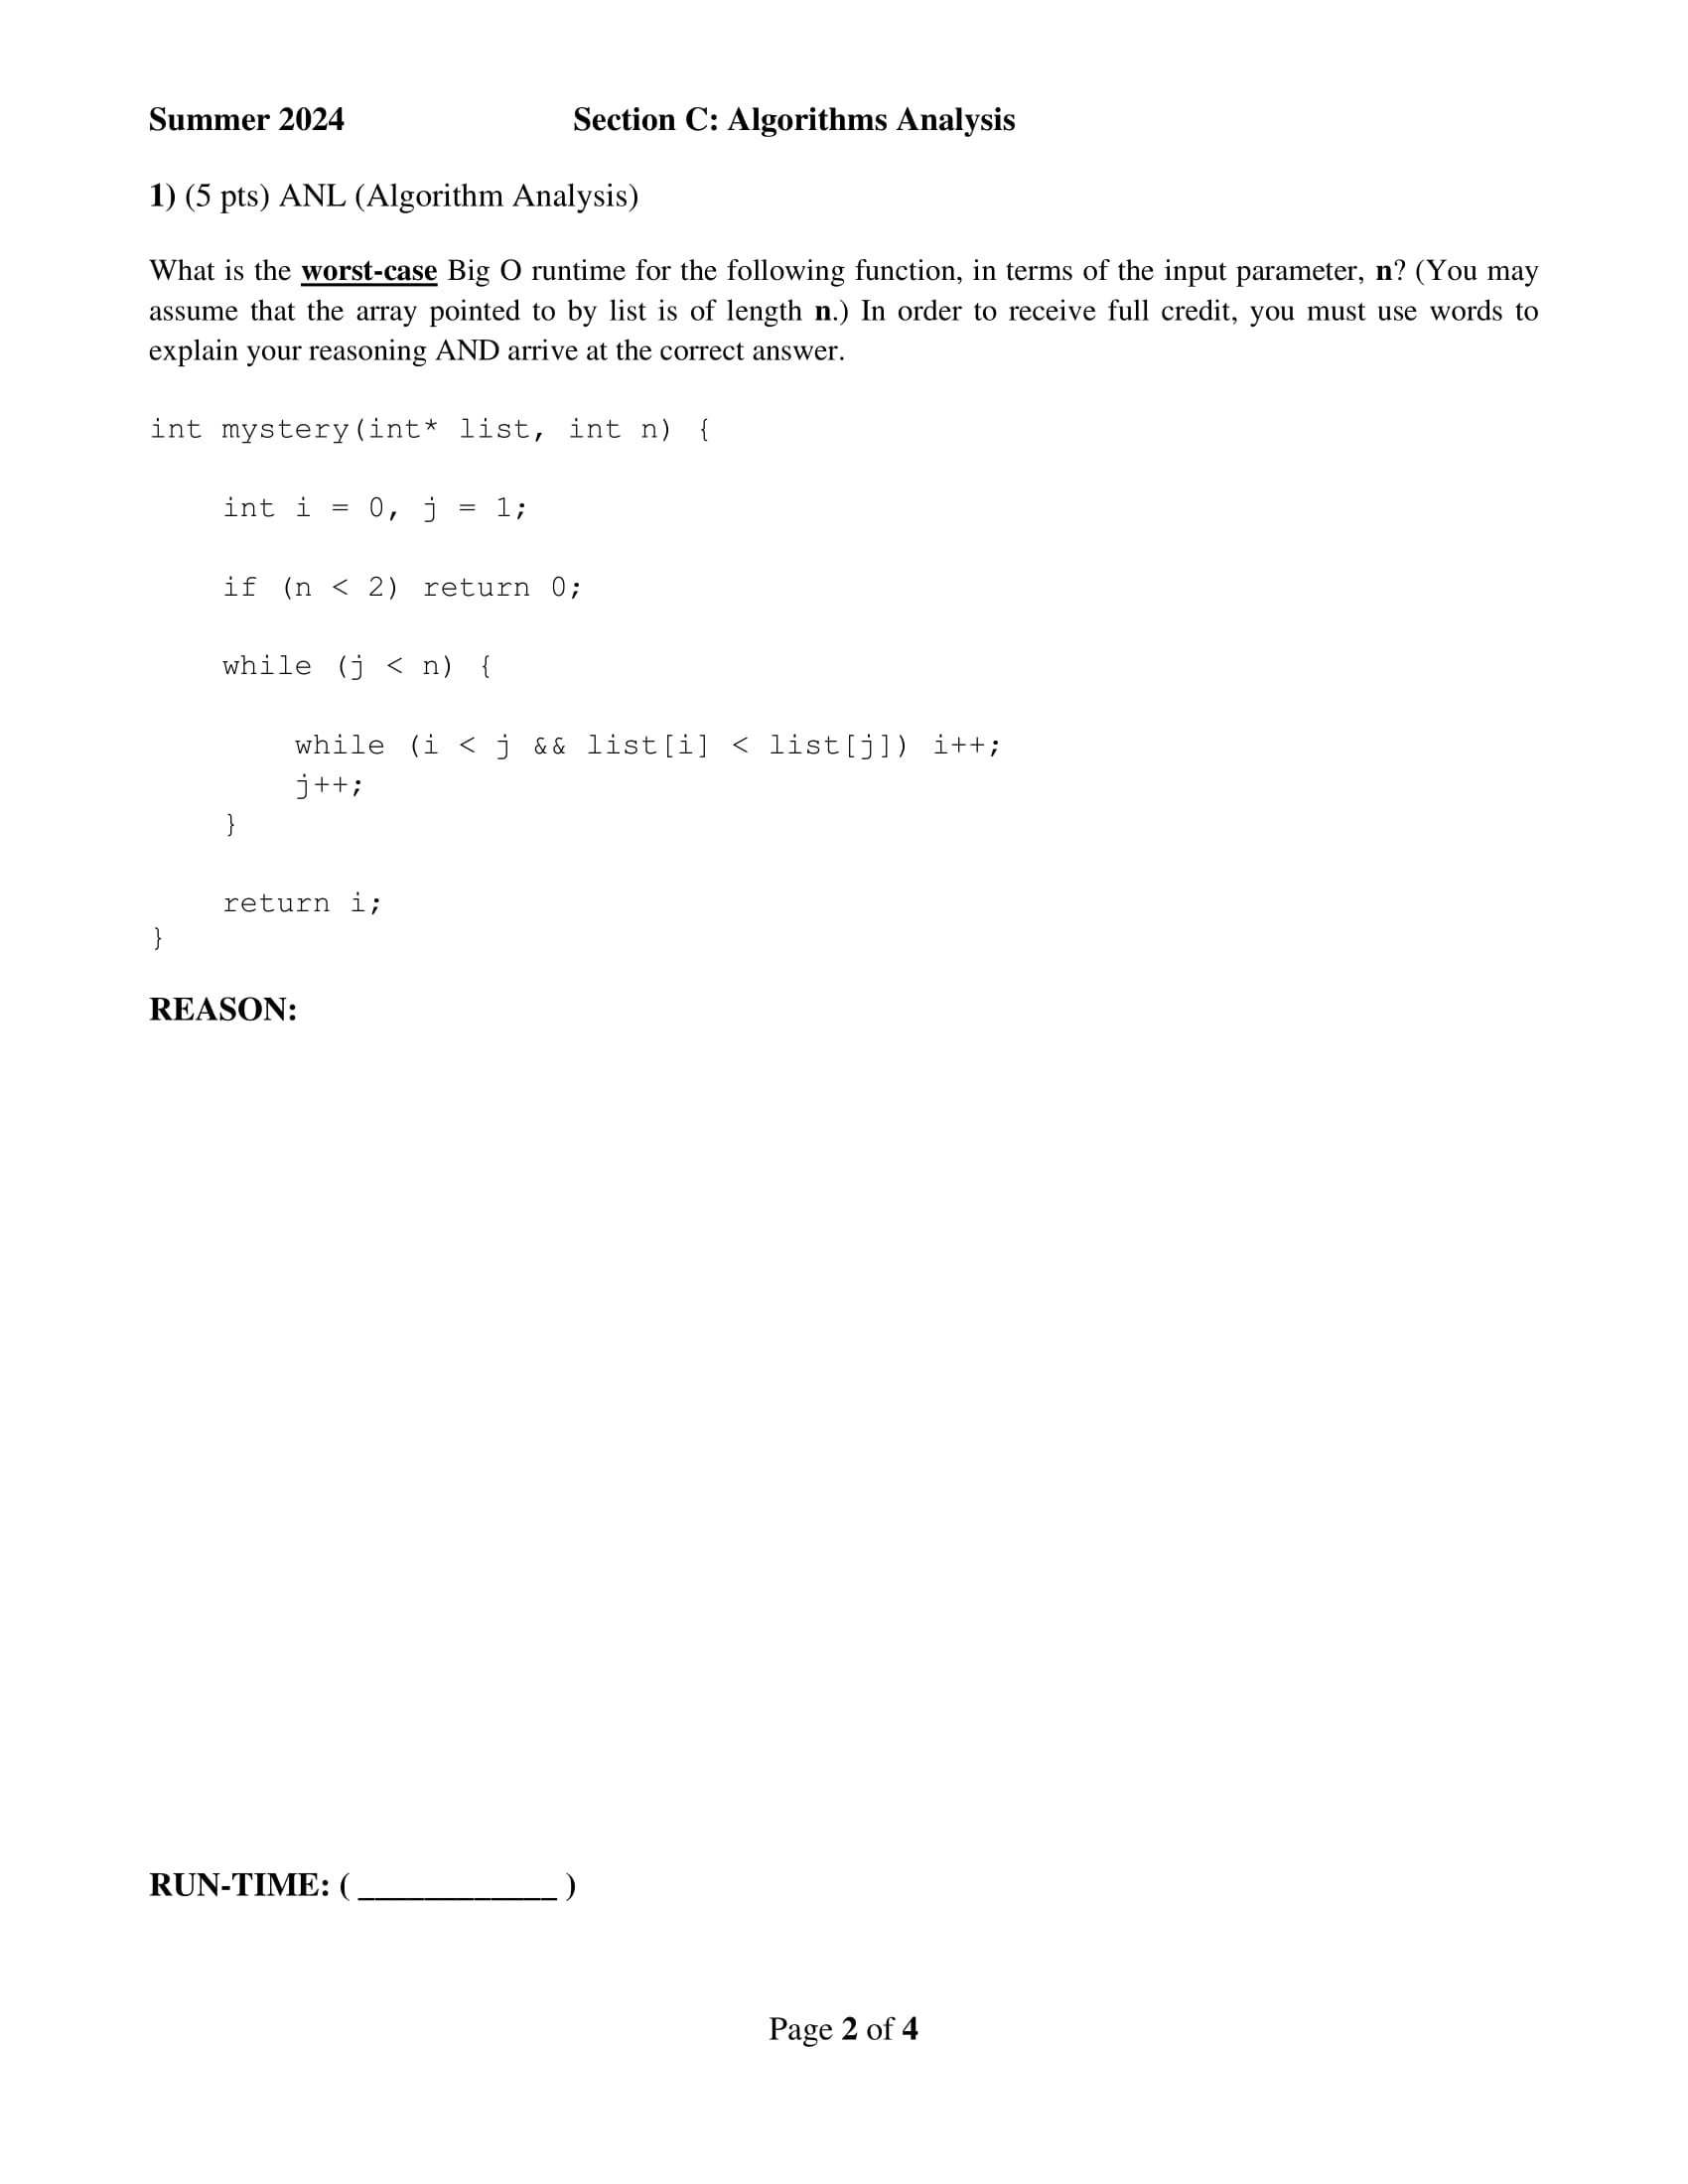 Summer 2024 Section C: Algorithms Analysis
1) (5 pts) ANL (Algorithm Analysis)
What is the worst-case Big O runtime for the following function, in terms of the input parameter, n? (You may
assume that the array pointed to by list is of length n.) In order to receive full credit, you must use words to
explain your reasoning AND arrive at the correct answer.
int mystery(int* list, int n) {
int i = 0, j = 1;
if (n < 2) return 0;
while (j < n) {
while (i < j && list[i] < list[j]) i++;
j++;
}
return i;
}
REASON:
RUN-TIME: ( ____________ )
Page 2 of 4